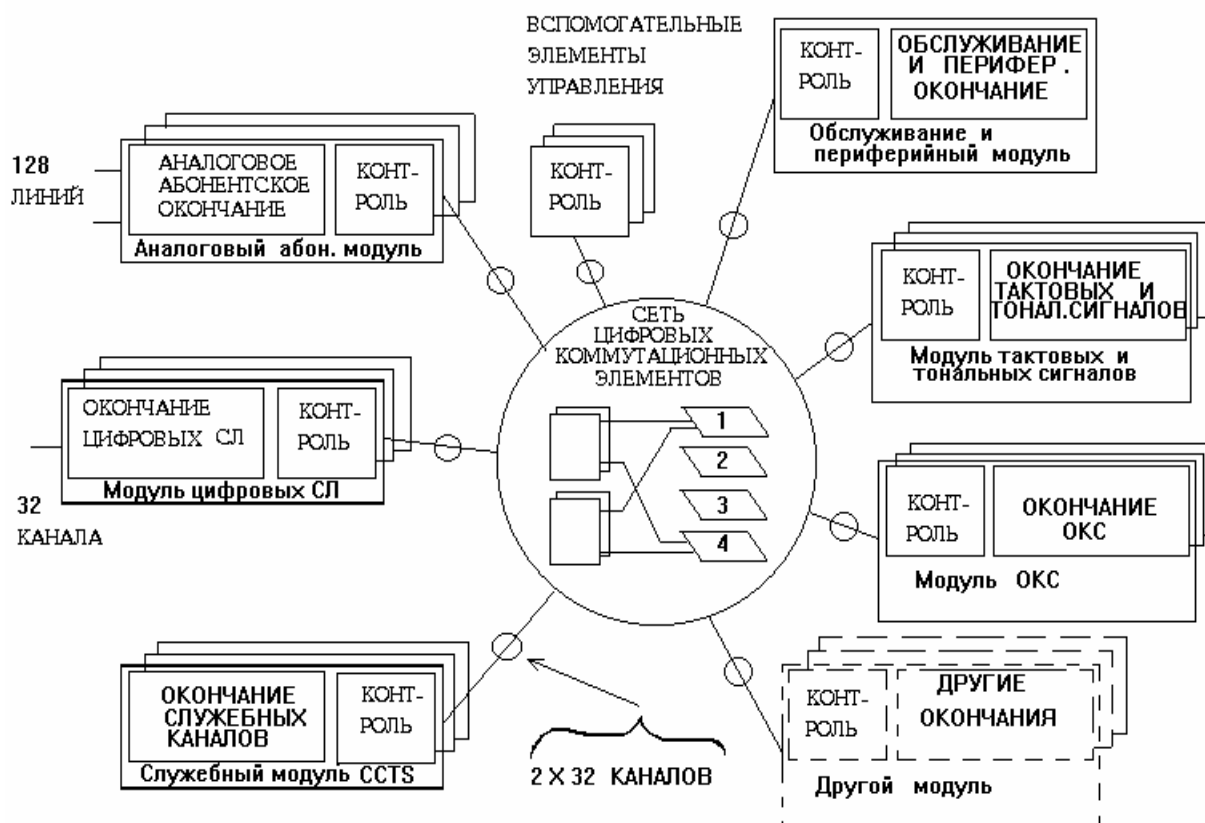 ВСПОМОГАТЕЛЬНЫЕ
ЭЛЕМЕНТЫ
УПРАВЛЕНИЯ
КОНТ-
РОЛЬ
КОНТ-
РОЛЬ
ОБСЛУЖИВАНИЕ
И ПЕРИФЕР .
ОКОНЧАНИЕ
Обслуживание и
периферийный модуль
128
ЛИНИЙ
АНАЛОГОВОЕ
АБОНЕНТСКОЕ
ОКОНЧАНИЕ
КОНТ-
РОЛЬ
Аналоговый абон. модуль
КОНТ-
РОЛЬ
ОКОНЧАНИЕ
ТАКТОВЫХ И
ТОНАЛ.СИГНАЛОВ
Модуль тактовых и
тональных сигналов
СЕТЬ
ЦИФРОВЫХ
КОММУТАЦИОННЫХ
ЭЛЕМЕНТОВ
1
2
3
4
ОКОНЧАНИЕ
ЦИФРОВЫХ СЛ
КОНТ-
РОЛЬ
Модуль цифровых СЛ
32
КАНАЛА
КОНТ-
РОЛЬ
ОКОНЧАНИЕ
ОКС
Модуль ОКС
ОКОНЧАНИЕ
СЛУЖЕБНЫХ
КАНАЛОВ
КОНТ-
РОЛЬ
Служебный модуль CCTS
2 X 32 КАНАЛОВ
КОНТ-
РОЛЬ
ДРУГИЕ
ОКОНЧАНИЯ
Другой модуль